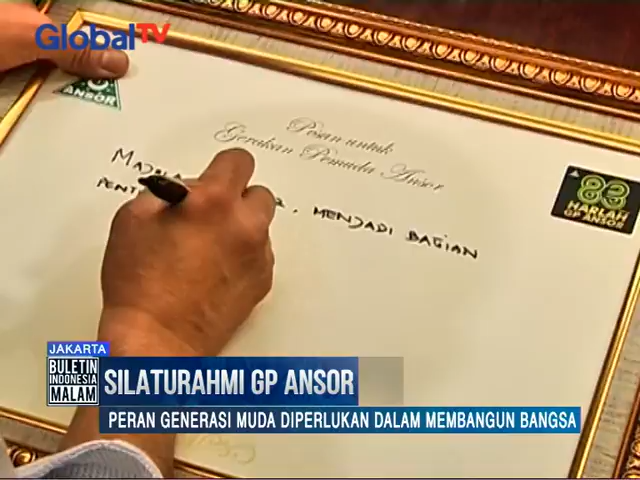 GlobalTV
ANSOR
Pesan untuk
Gerakan Pemuda Ansor
83
HARLAH
GP ANSOR
, MENJADI BAGIAN
JAKARTA
BULETIN
INDONESIA
MALAM
SILATURAHMI GP ANSOR
PERAN GENERASI MUDA DIPERLUKAN DALAM MEMBANGUN BANGSA